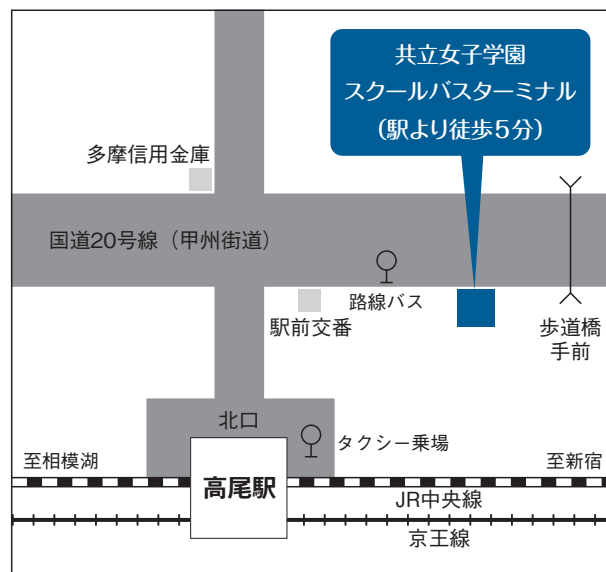 共立女子学園
スクールバスターミナル
（駅より徒歩５分）
多摩信用金庫
国道20号線（甲州街道）
路線バス
駅前交番
歩道橋
手前
北口
タクシー乗場
至相模湖
至新宿
高尾駅
JR中央線
京王線